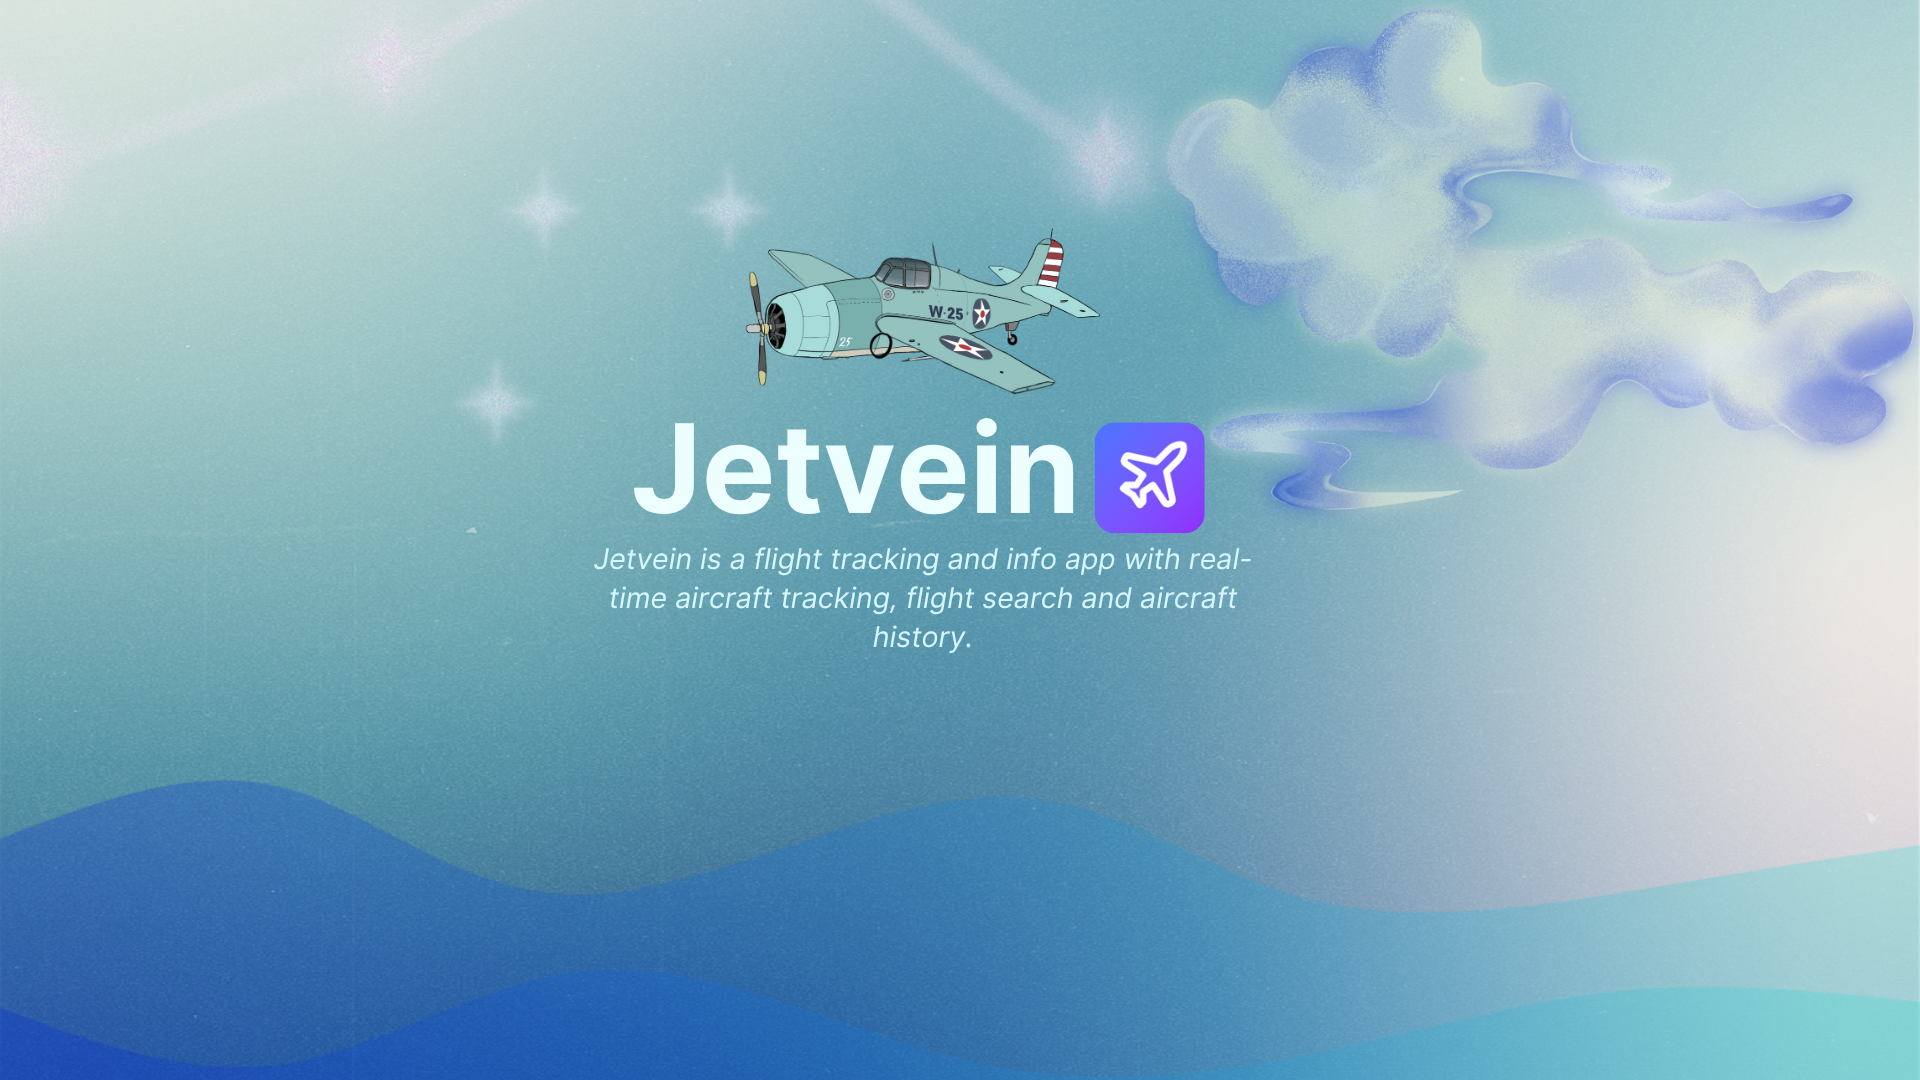 W-25
25
Jetvein
Jetvein is a flight tracking and info app with real-
time aircraft tracking, flight search and aircraft
history.